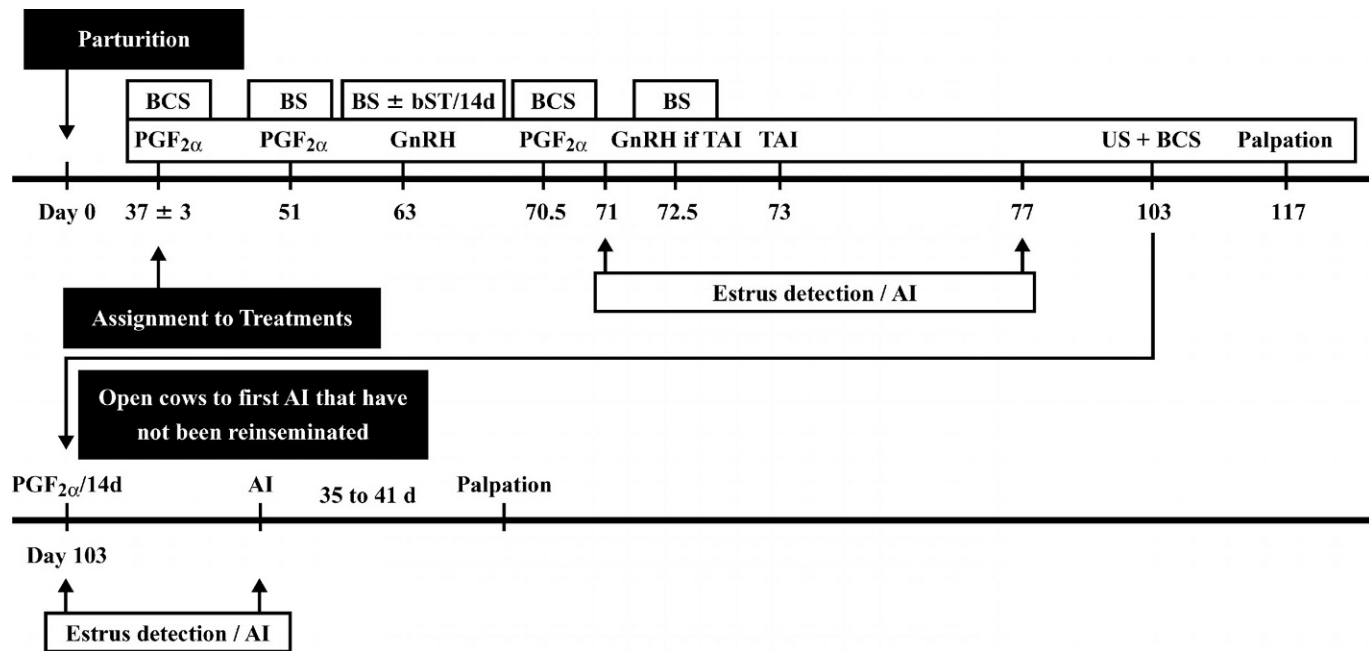 Parturition
BCS BS BS ± bST/14d BCS BS
PGF2α PGF2α GnRH PGF2α GnRH if TAI TAI US + BCS Palpation
Day 0 37 ± 3 51 63 70.5 71 72.5 73 77 103 117
Estrus detection / AI
Assignment to Treatments
Open cows to first AI that have
not been reinseminated
PGF2α/14d AI 35 to 41 d Palpation
Day 103
Estrus detection / AI